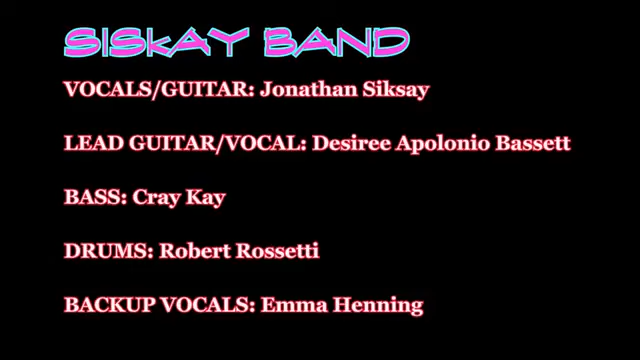 SISKAY BAND
VOCALS/GUITAR: Jonathan Siksay
LEAD GUITAR/VOCAL: Desiree Apolonio Bassett
BASS: Cray Kay
DRUMS: Robert Rossetti
BACKUP VOCALS: Emma Henning